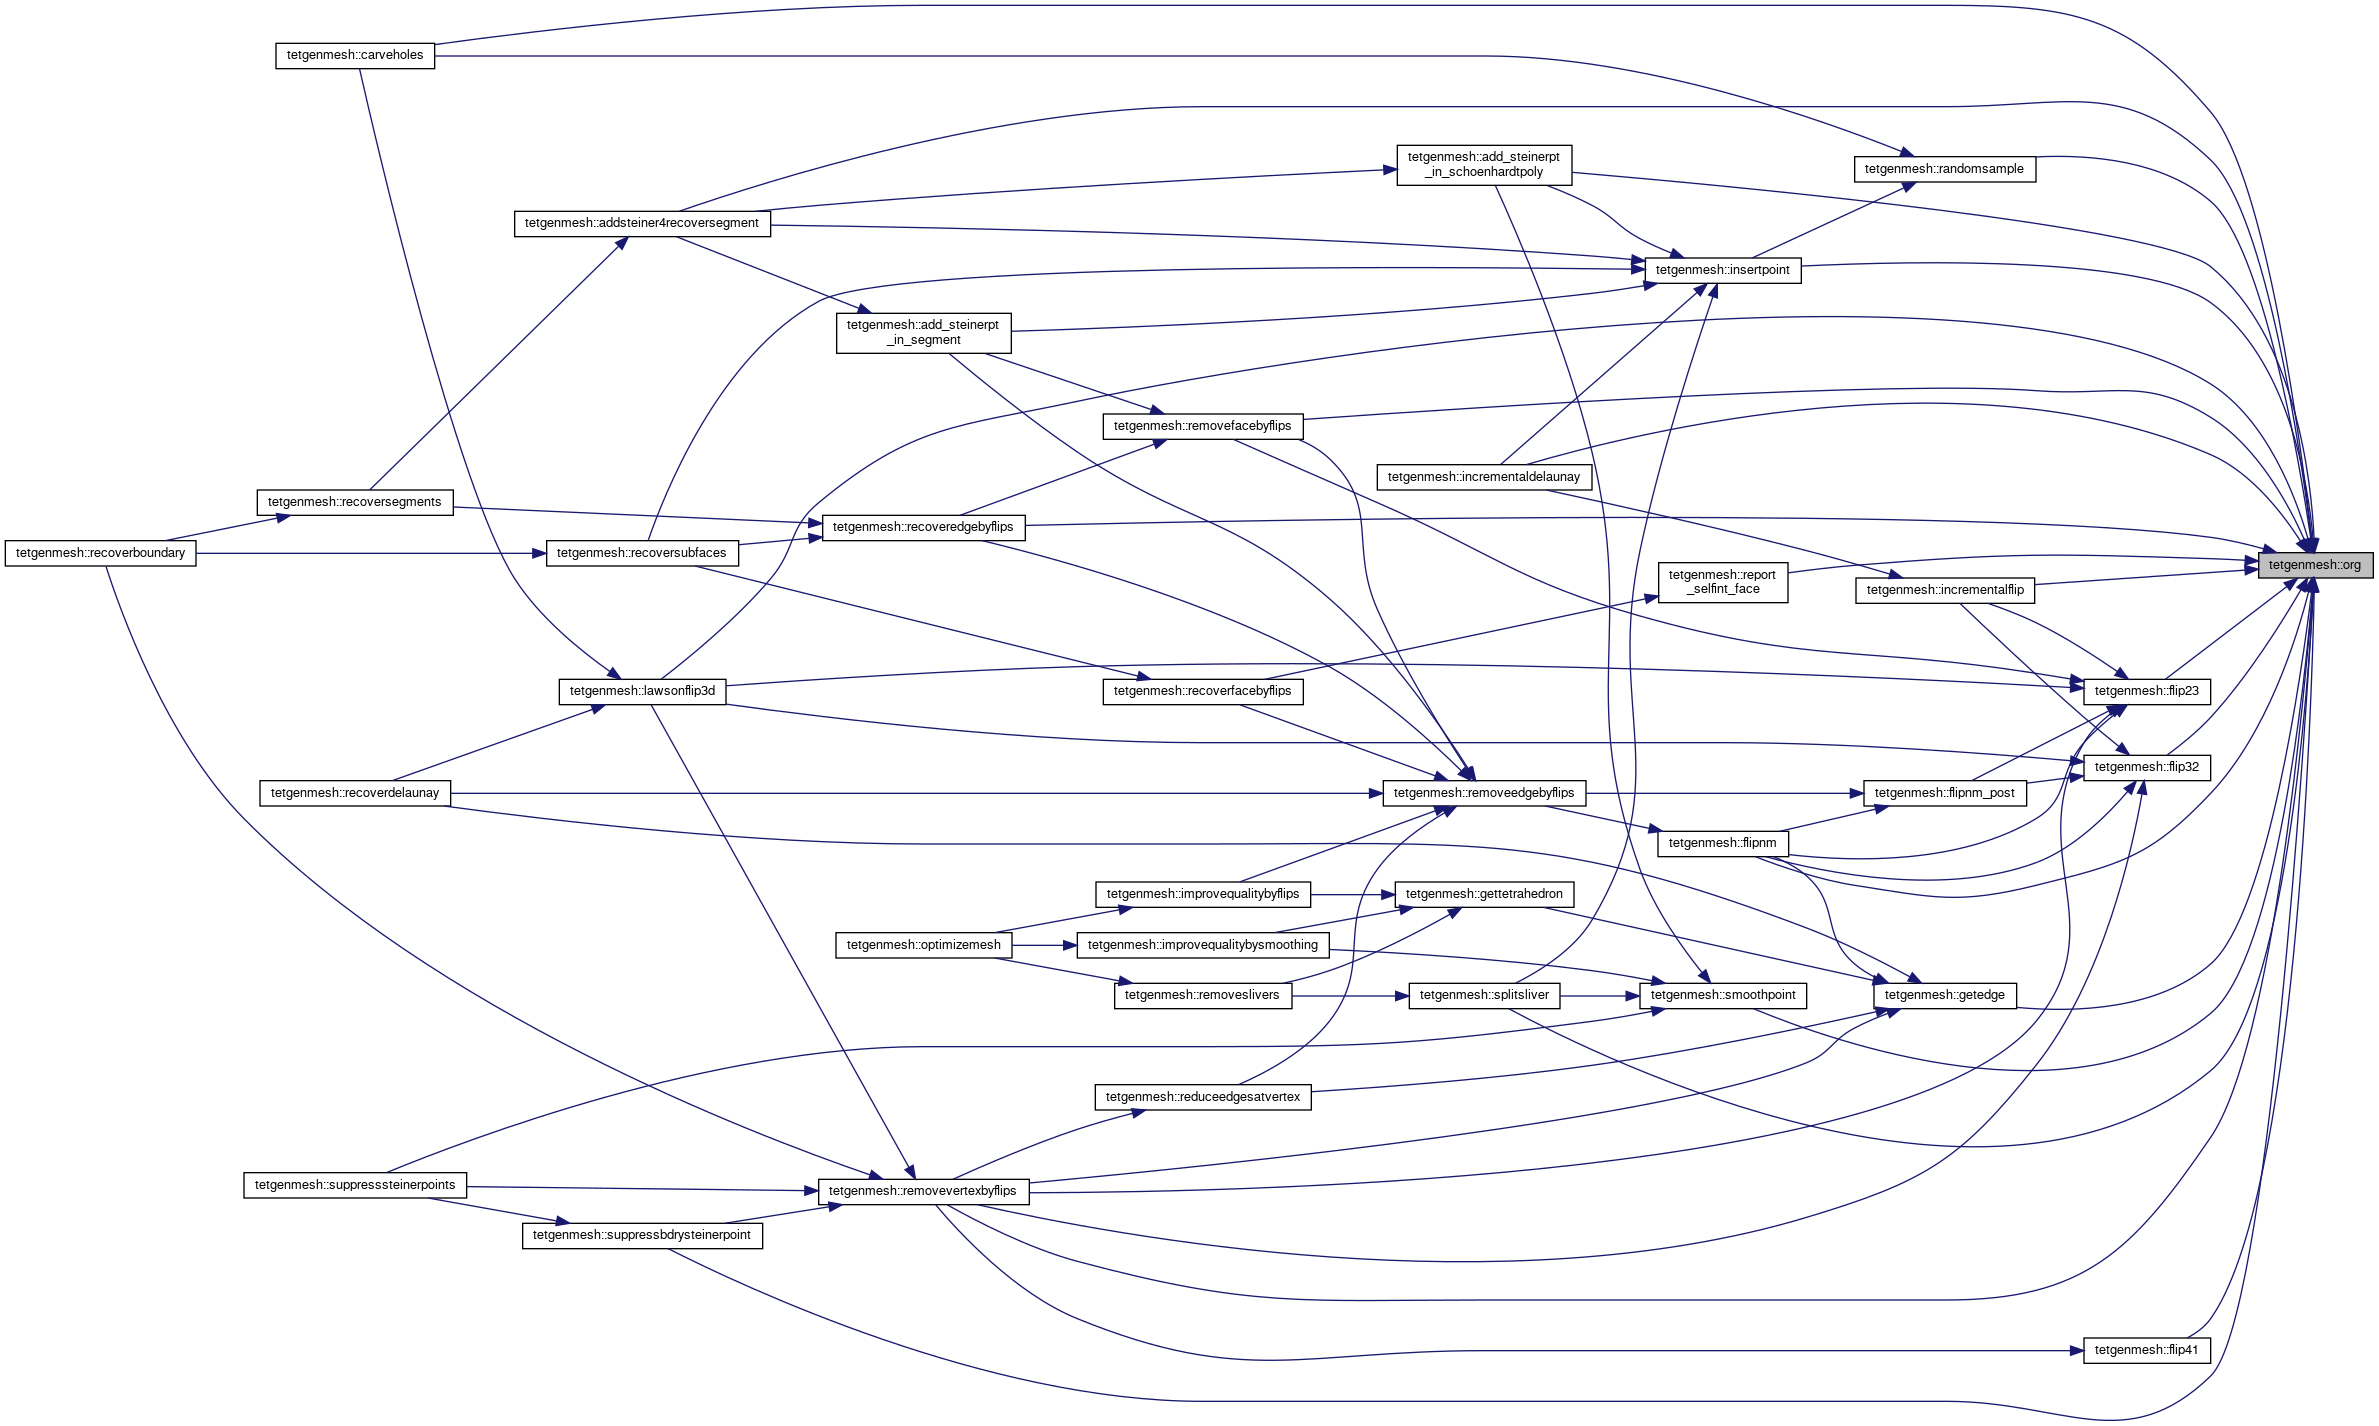 tetgenmesh::carveholes
tetgenmesh::add_steinerpt
_in_schoenhardtpoly
tetgenmesh::randomsample
tetgenmesh::addsteiner4recoversegment
tetgenmesh::insertpoint
tetgenmesh::add_steinerpt
_in_segment
tetgenmesh::removefacebyflips
tetgenmesh::incrementaldelaunay
tetgenmesh::recoversegments
tetgenmesh::recoveredgebyflips
tetgenmesh::recoverboundary
tetgenmesh::recoversubfaces
tetgenmesh::org
tetgenmesh::report
_selfint_face
tetgenmesh::incrementalflip
tetgenmesh::lawsonflip3d
tetgenmesh::recoverfacebyflips
tetgenmesh::flip23
tetgenmesh::flip32
tetgenmesh::recoverdelaunay
tetgenmesh::removeedgebyflips
tetgenmesh::flipnm_post
tetgenmesh::flipnm
tetgenmesh::improvequalitybyflips
tetgenmesh::gettetrahedron
tetgenmesh::optimizemesh
tetgenmesh::improvequalitybysmoothing
tetgenmesh::removeslivers
tetgenmesh::splitsliver
tetgenmesh::smoothpoint
tetgenmesh::getedge
tetgenmesh::reduceedgesatvertex
tetgenmesh::suppresssteinerpoints
tetgenmesh::removevertexbyflips
tetgenmesh::suppressbdrysteinerpoint
tetgenmesh::flip41